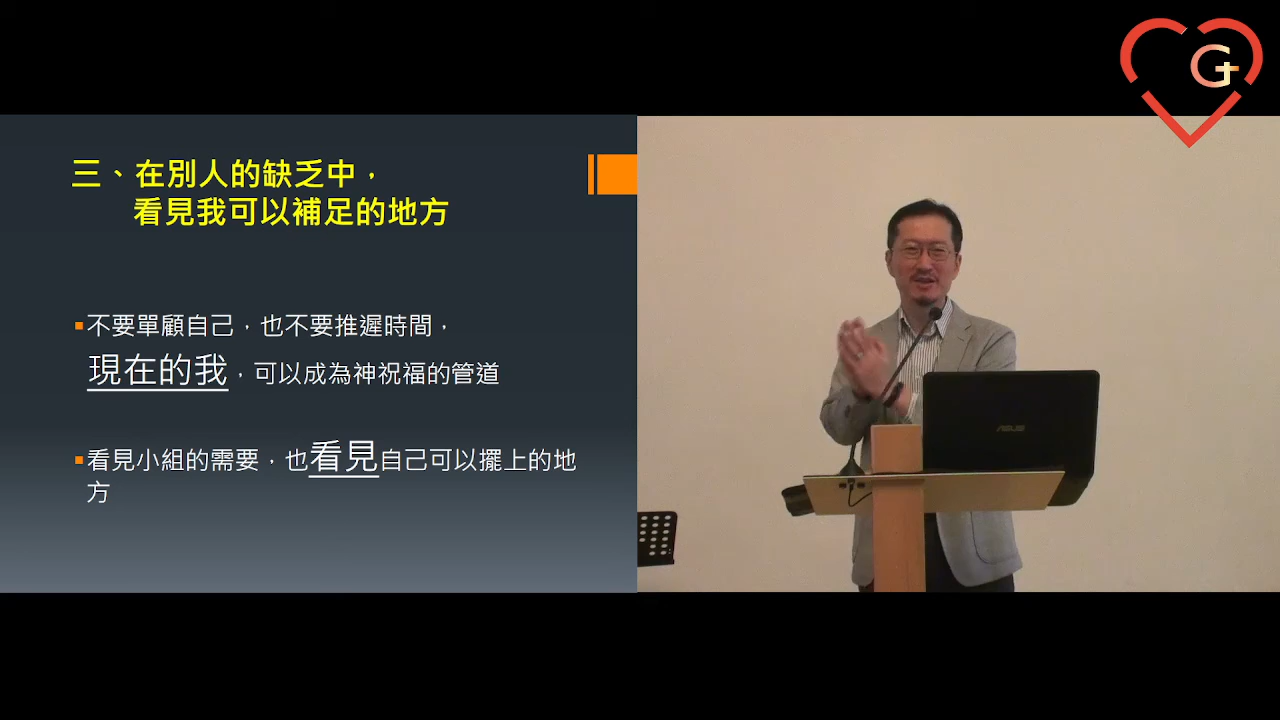 三、在別人的缺乏中，
看見我可以補足的地方
不要單顧自己，也不要推遲時間，
現在的我，可以成為神祝福的管道
看見小組的需要，也看見自己可以擺上的地
方
G
ASUS